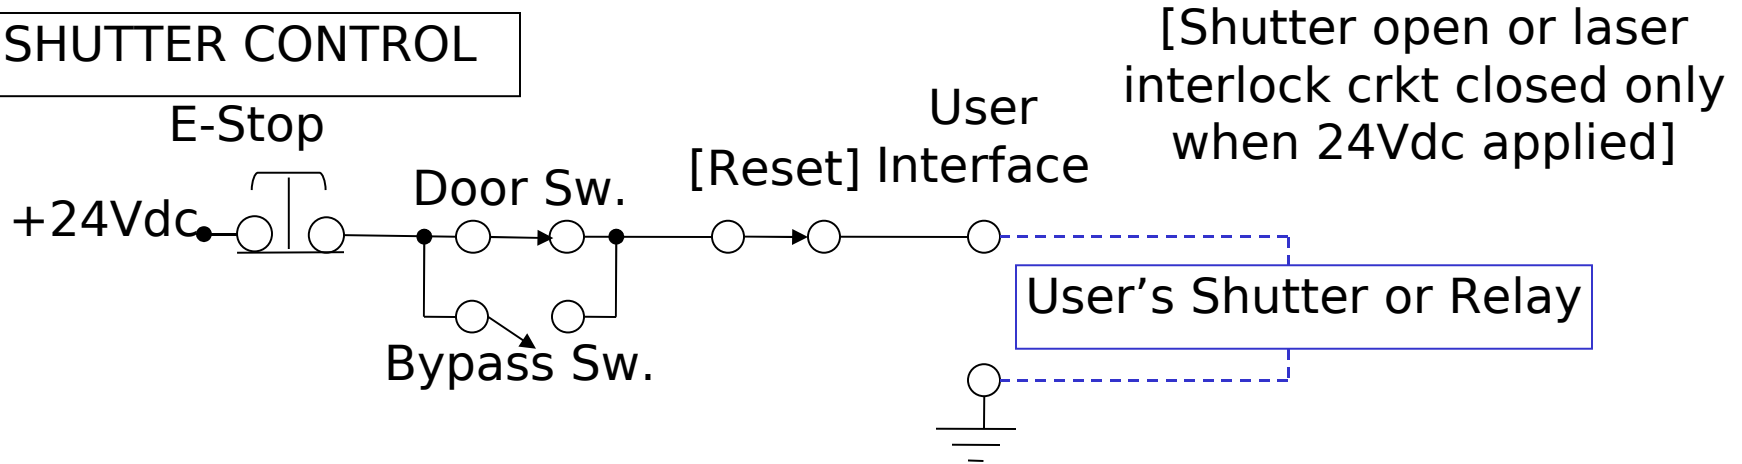 SHUTTER CONTROL
[Shutter open or laser
interlock crkt closed only
when 24Vdc applied]
E-Stop
User
Interface
[Reset]
Door Sw.
+24Vdc
User’s Shutter or Relay
Bypass Sw.